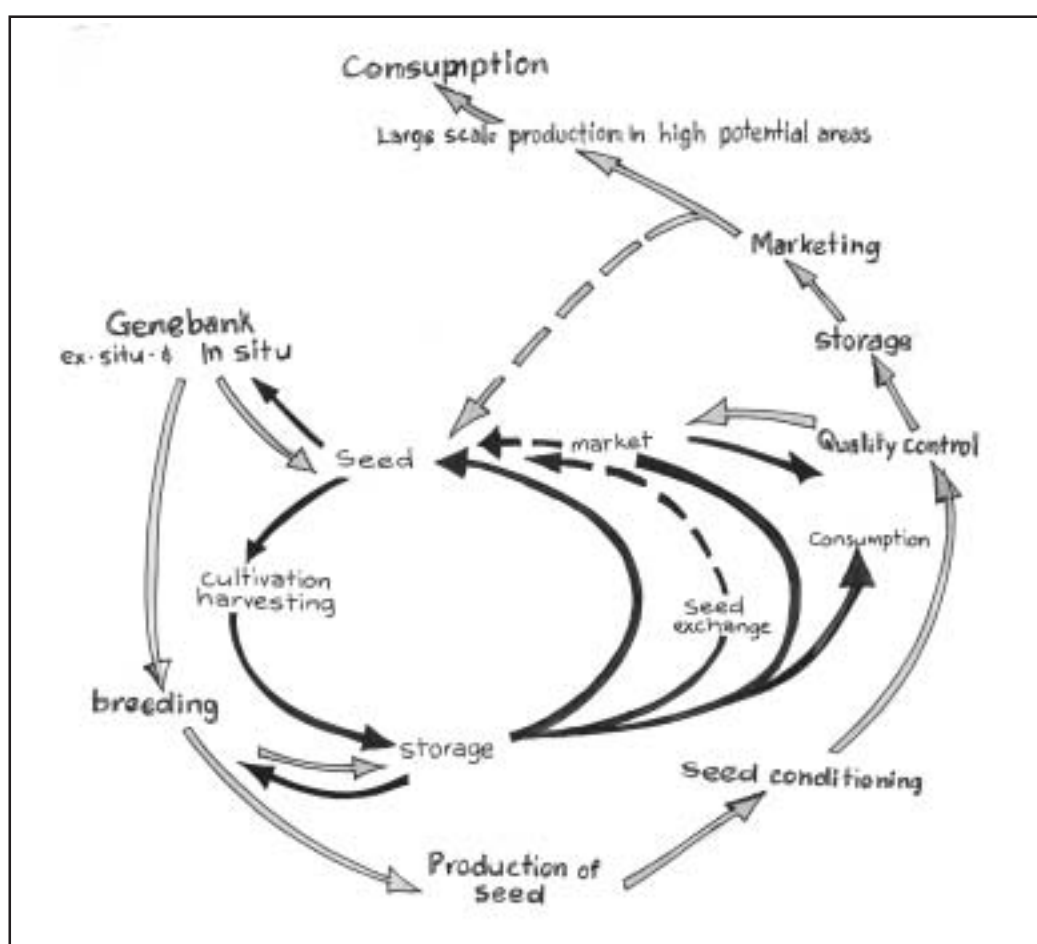 Consumption
Large scale production in high potential areas
Marketing
Genebank
ex-situ-& In situ
storage
market
Quality control
Seed
Consumption
cultivation
harvesting
Seed
exchange
breeding
storage
Seed conditioning
Production of
seed